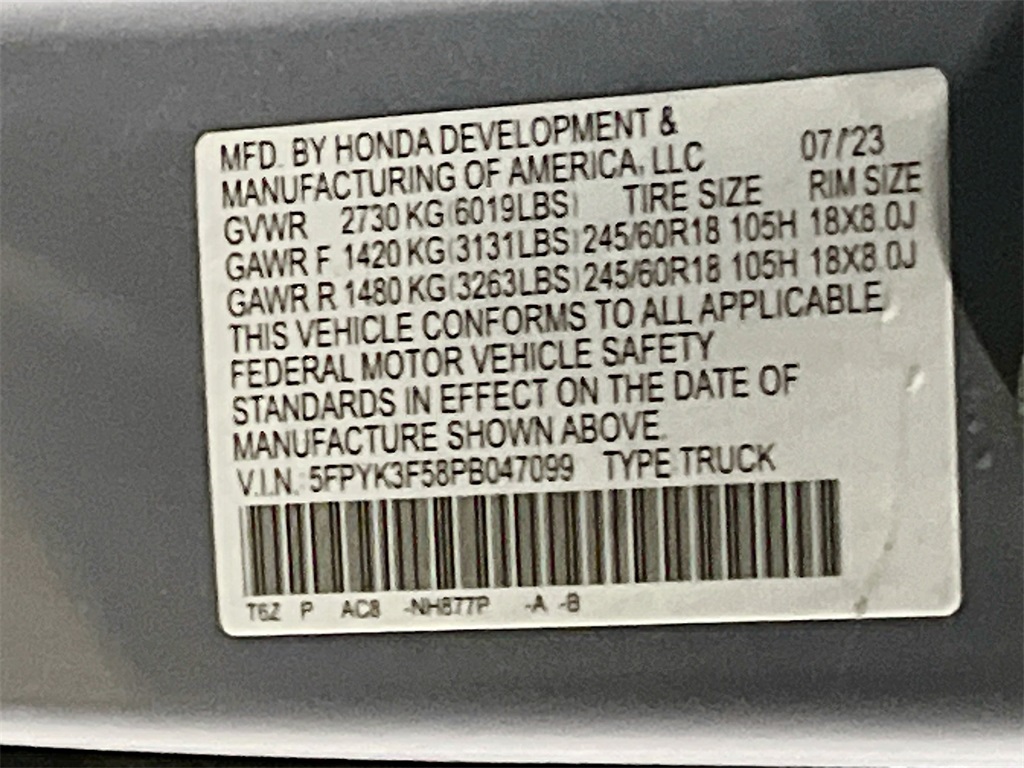 MFD. BY HONDA DEVELOPMENT &
MANUFACTURING OF AMERICA, LLC 07/'23
GVWR 2730 KG(6019LBS) TIRE SIZE RIM SIZE
GAWR F 1420 KG(3131LBS) 245/60R18 105H 18X8.0J
GAWR R 1480 KG(3263LBS) 245/60R18 105H 18X8.0J
THIS VEHICLE CONFORMS TO ALL APPLICABLE
FEDERAL MOTOR VEHICLE SAFETY
STANDARDS IN EFFECT ON THE DATE OF
MANUFACTURE SHOWN ABOVE.
V.I.N. 5FPYK3F58PB047099 TYPE TRUCK
T6Z P AC8 -NH877P -A -B